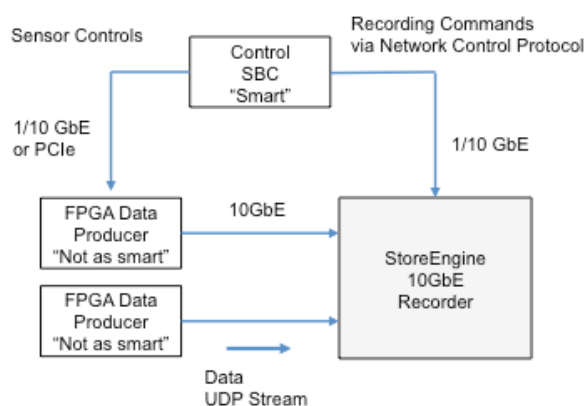 Sensor Controls
Recording Commands
via Network Control Protocol
Control
SBC
“Smart”
1/10 GbE
or PCIe
1/10 GbE
FPGA Data
Producer
“Not as smart”
10GbE
StoreEngine
10GbE
Recorder
FPGA Data
Producer
“Not as smart”
Data
UDP Stream